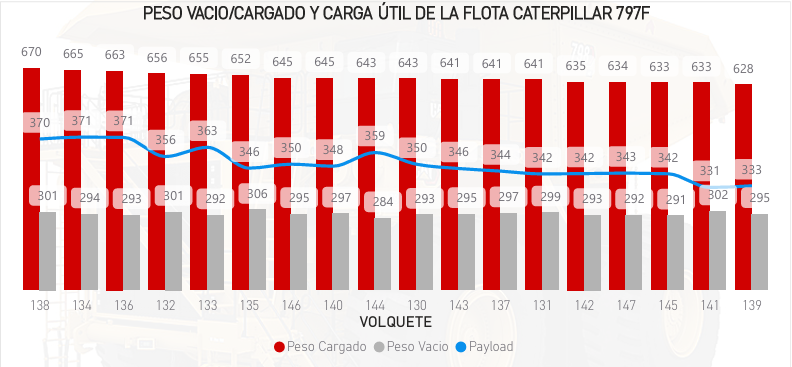 PESO VACIO/CARGADO Y CARGA ÚTIL DE LA FLOTA CATERPILLAR 797F
670 665 663 656 655 652 645 645 643 643 641 641 641 635 634 633 633 628
370 371 371 356 363 346 350 348 359 350 346 344 342 342 343 342 331 333
301 294 293 301 292 306 295 297 284 293 295 297 299 293 292 291 302 295
138 134 136 132 133 135 146 140 144 130 143 137 131 142 147 145 141 139
VOLQUETE
Peso Cargado Peso Vacio Payload